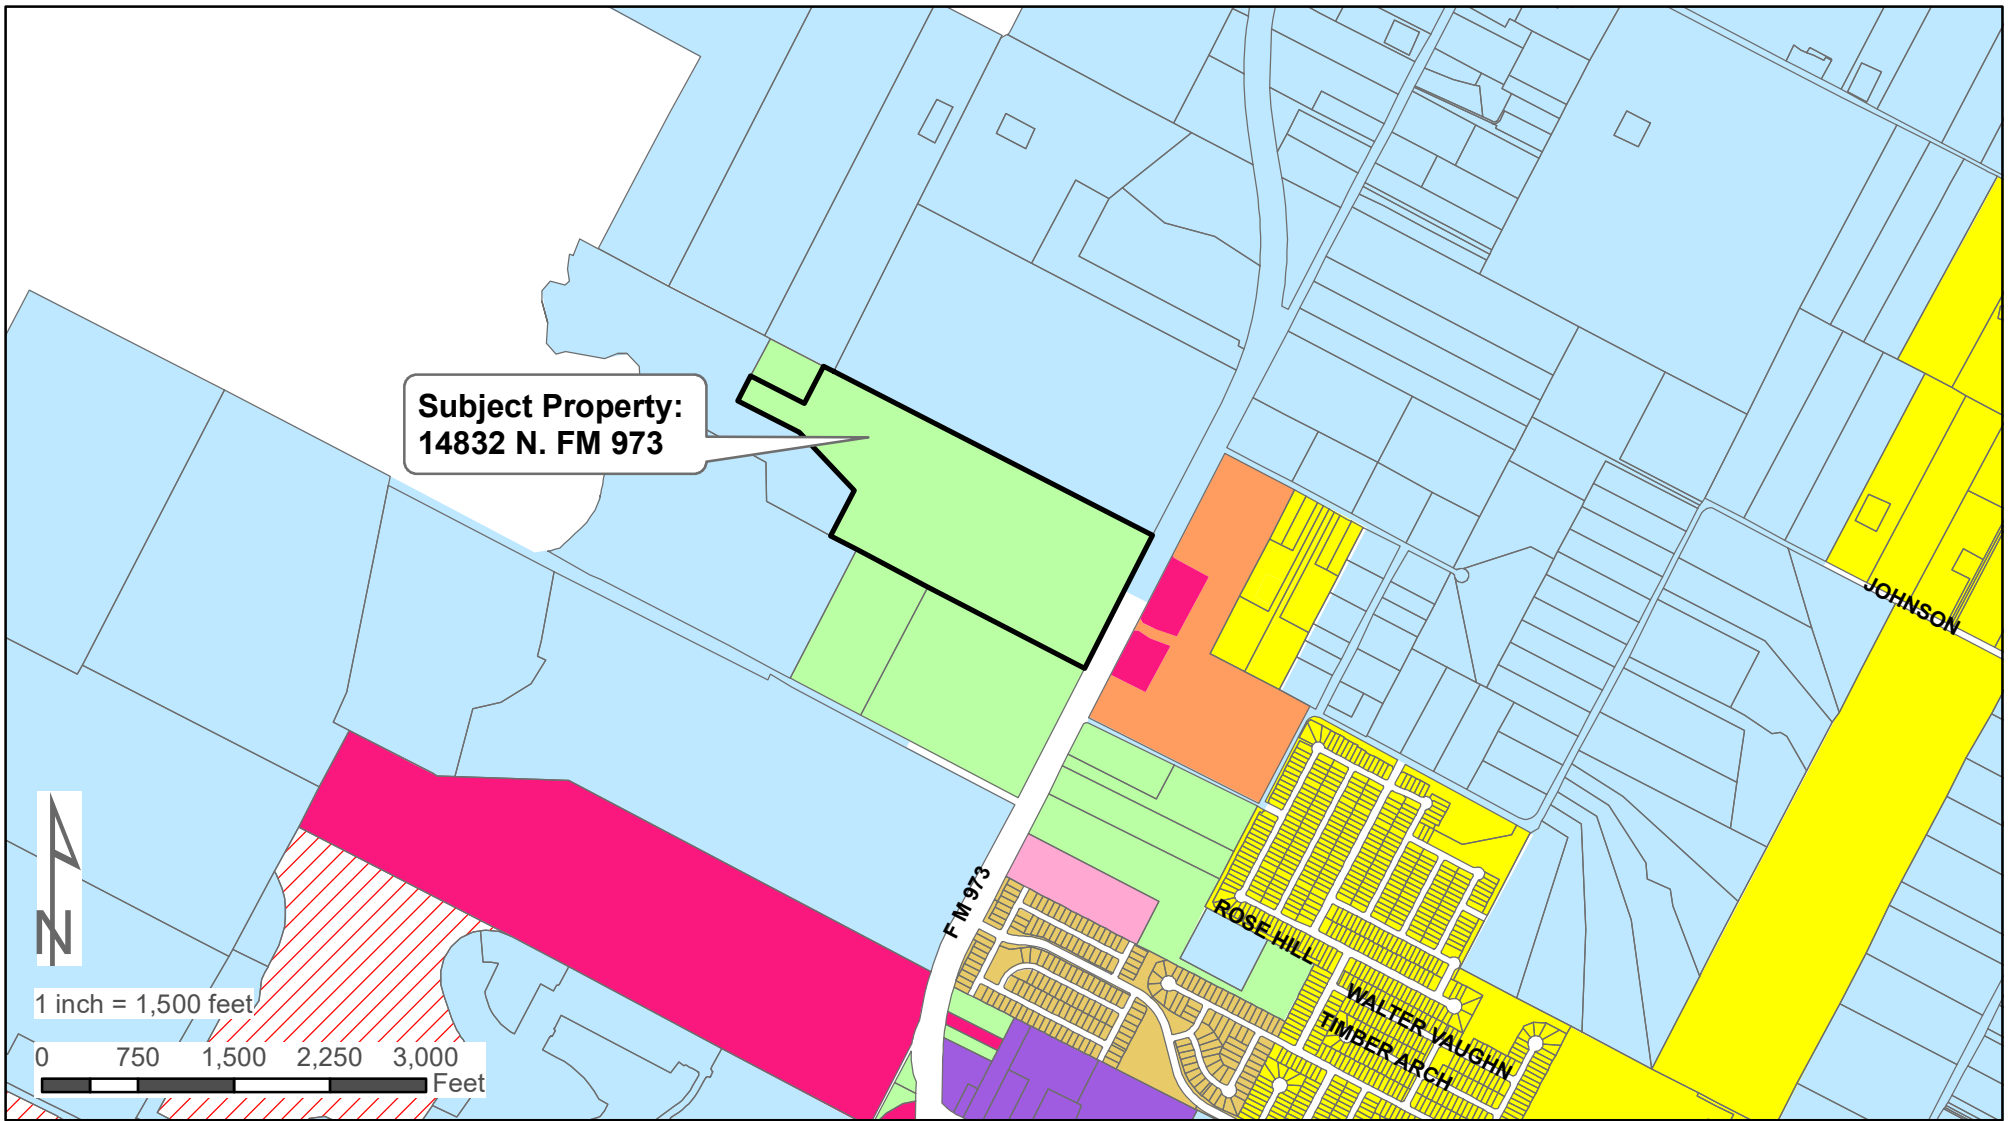 Subject Property:
14832 N. FM 973
JOHNSON
F M 973
ROSE HILL
WALTER VAUGHN
TIMBER ARCH
N
1 inch = 1,500 feet
0 750 1,500 2,250 3,000
Feet